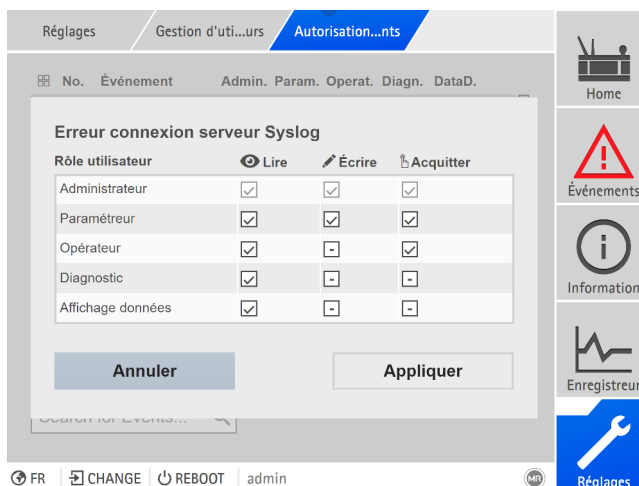 Réglages
Gestion d'uti...urs
Autorisation...nts
No. Événement Admin. Param. Operat. Diagn. DataD.
Erreur connexion serveur Syslog
Rôle utilisateur Lire Écrire Acquitter
Administrateur
Paramétreur
Opérateur
Diagnostic
Affichage données
Annuler
Appliquer
Search for Events...
FR CHANGE REBOOT admin
MR
Home
Événements
Information
Enregistreur
Réglages